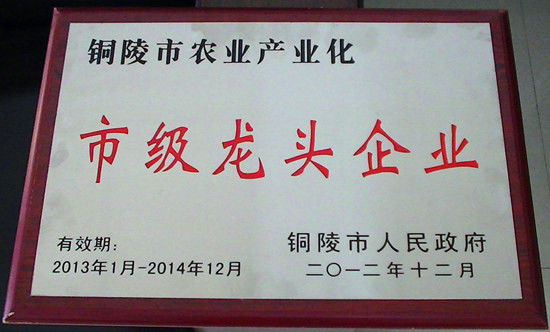 铜陵市农业产业化
市级龙头企业
有效期：
2013年1月-2014年12月
铜陵市人民政府
二〇一二年十二月